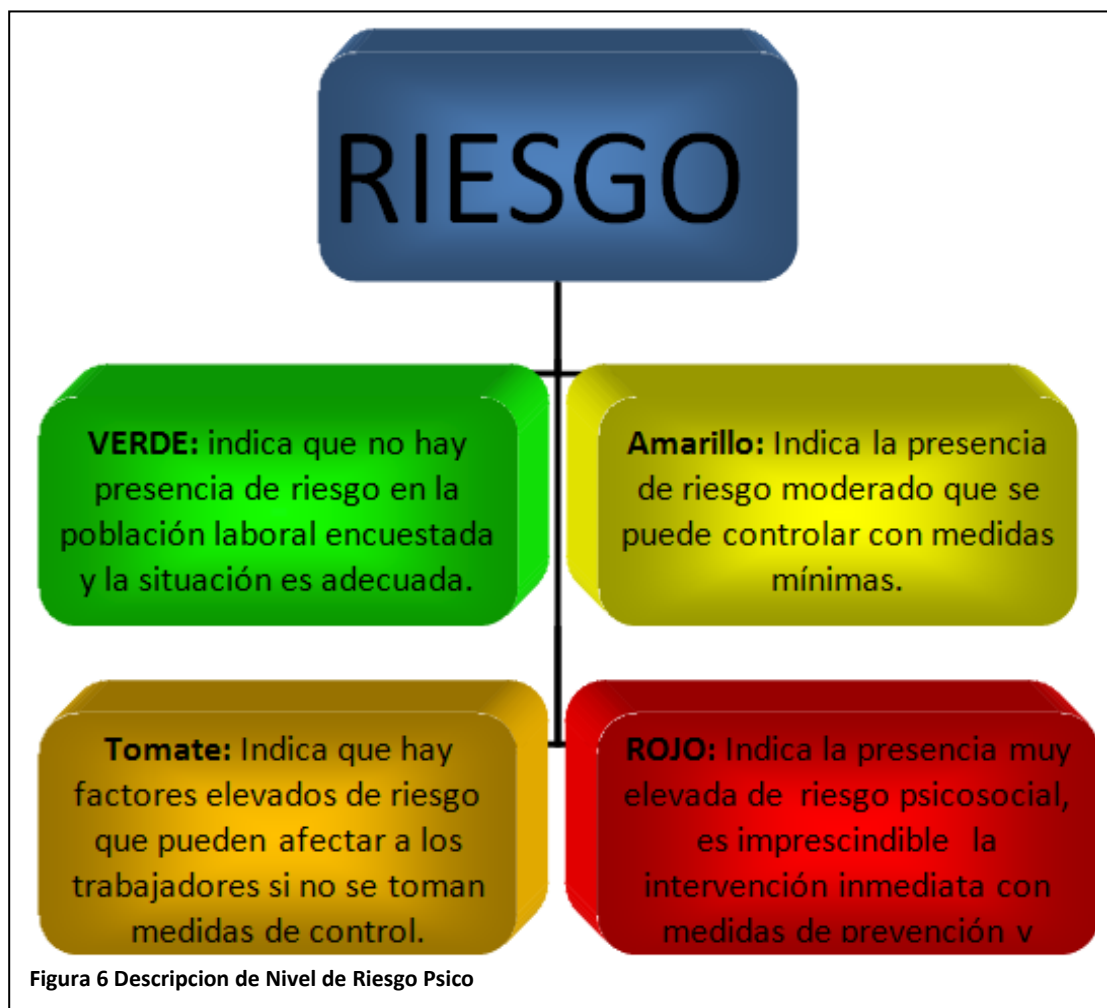 RIESGO
VERDE: indica que no hay
presencia de riesgo en la
población laboral encuestada
y la situación es adecuada.
Amarillo: Indica la presencia
de riesgo moderado que se
puede controlar con medidas
mínimas.
Tomate: Indica que hay
factores elevados de riesgo
que pueden afectar a los
trabajadores si no se toman
medidas de control.
ROJO: Indica la presencia muy
elevada de riesgo psicosocial,
es imprescindible la
intervención inmediata con
medidas de prevención y
Figura 6 Descripcion de Nivel de Riesgo Psico